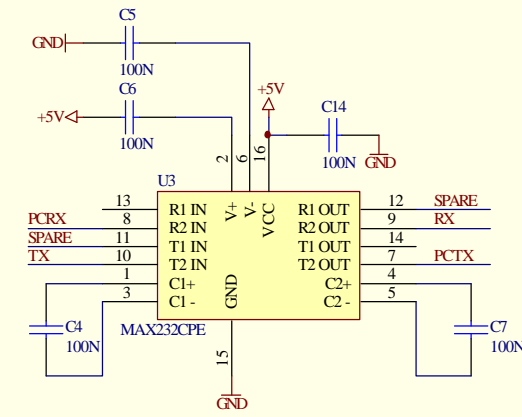 C5
GND
100N
C6
+5V
+5V
C14
100N
100N
GND
2
6
16
U3
V+
V-
VCC
13 R1 IN R1 OUT 12 SPARE
PCRX 8 R2 IN R2 OUT 9 RX
SPARE 11 T1 IN T1 OUT 14
TX 10 T2 IN T2 OUT 7 PCTX
1 C1+ C2+ 4
3 C1 - C2 - 5
GND
MAX232CPE
C4
100N
C7
100N
15
GND